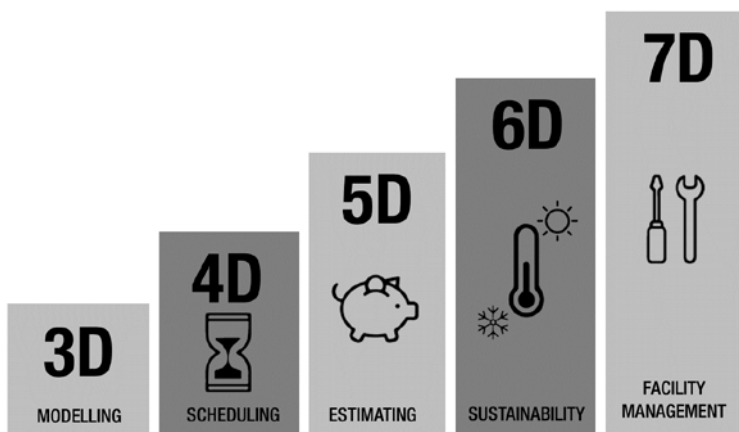 3D
MODELLING
4D
SCHEDULING
5D
ESTIMATING
6D
SUSTAINABILITY
7D
FACILITY
MANAGEMENT